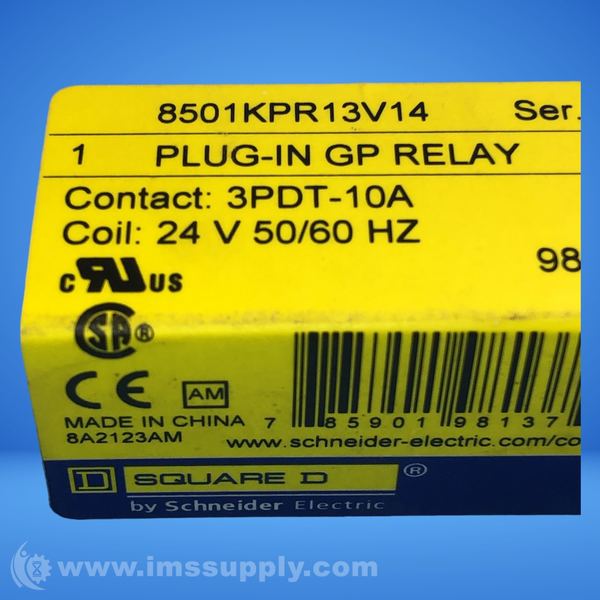 8501KPR13V14 Ser.
1 PLUG-IN GP RELAY
Contact: 3PDT-10A
Coil: 24 V 50/60 HZ
98
c RU US
SA ®
CE AM
MADE IN CHINA
8A2123AM
7 85901 98137
www.schneider-electric.com/co
D SQUARE D ®
by Schneider Electric
www.imssupply.com